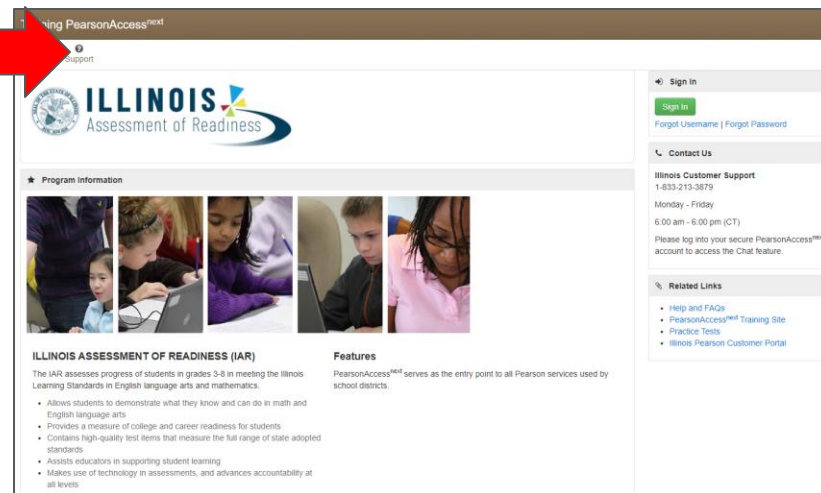 Training PearsonAccessnext
Support
ILLINOIS
Assessment of Readiness
Program Information
ILLINOIS ASSESSMENT OF READINESS (IAR)
The IAR assesses progress of students in grades 3-8 in meeting the Illinois
Learning Standards in English language arts and mathematics.
Allows students to demonstrate what they know and can do in math and
English language arts
Provides a measure of college and career readiness for students
Contains high-quality test items that measure the full range of state adopted
standards
Assists educators in supporting student learning
Makes use of technology in assessments, and advances accountability at
all levels
Features
PearsonAccessnext serves as the entry point to all Pearson services used by
school districts.
Sign In
Sign In
Forgot Username | Forgot Password
Contact Us
Illinois Customer Support
1-833-213-3879
Monday - Friday
6:00 am - 6:00 pm (CT)
Please log into your secure PearsonAccessnext
account to access the Chat feature.
Related Links
Help and FAQs
PearsonAccessnext Training Site
Practice Tests
Illinois Pearson Customer Portal